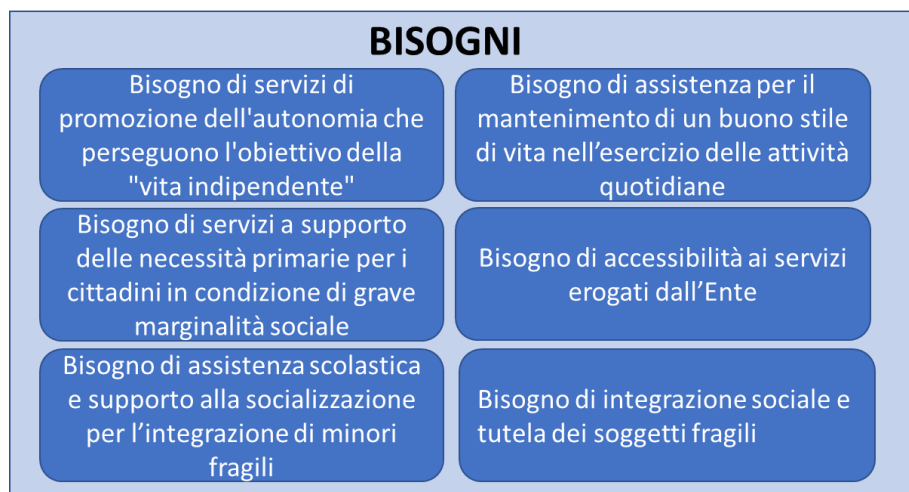 BISOGNI
Bisogno di servizi di
promozione dell'autonomia che
perseguono l'obiettivo della
"vita indipendente"
Bisogno di assistenza per il
mantenimento di un buono stile
di vita nell’esercizio delle attività
quotidiane
Bisogno di servizi a supporto
delle necessità primarie per i
cittadini in condizione di grave
marginalità sociale
Bisogno di accessibilità ai servizi
erogati dall’Ente
Bisogno di assistenza scolastica
e supporto alla socializzazione
per l’integrazione di minori
fragili
Bisogno di integrazione sociale e
tutela dei soggetti fragili